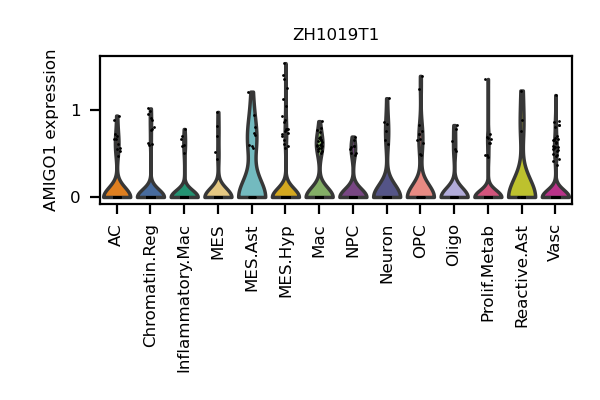 ZH1019T1
AMIGO1 expression
1
0
AC
Chromatin.Reg
Inflammatory.Mac
MES
MES.Ast
MES.Hyp
Mac
NPC
Neuron
OPC
Oligo
Prolif.Metab
Reactive.Ast
Vasc